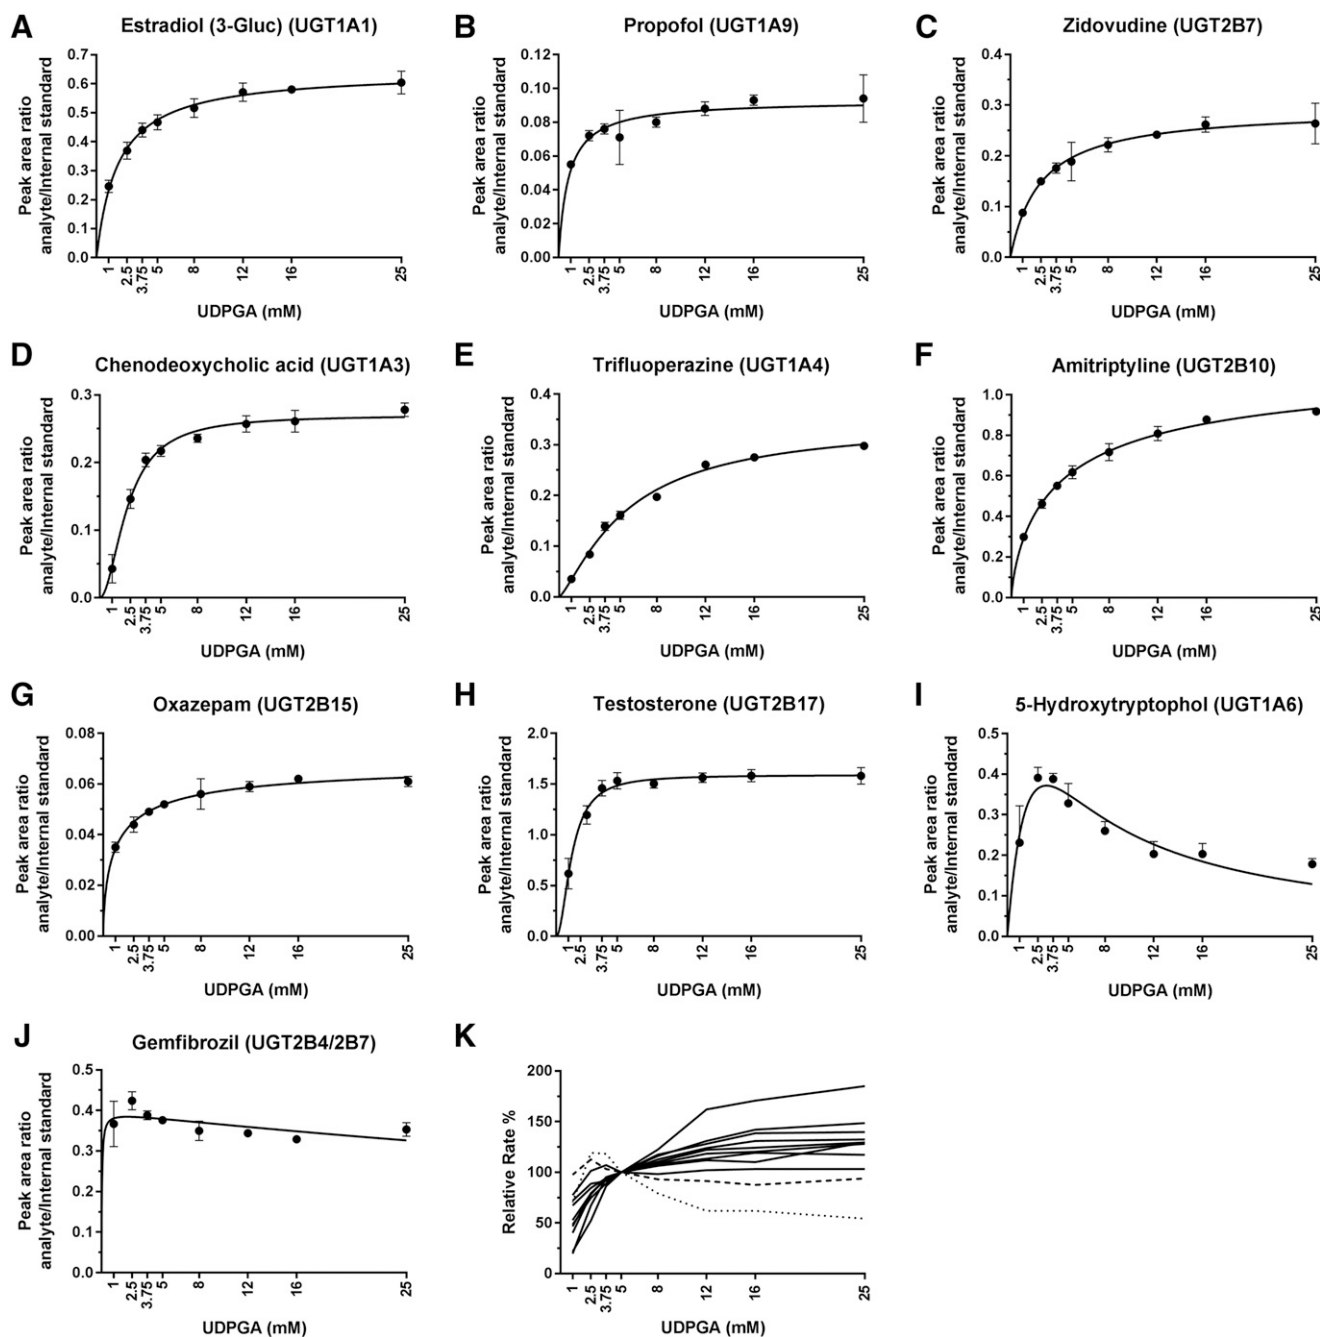 A
Estradiol (3-Gluc) (UGT1A1)
Peak area ratio
analyte/Internal standard
0.7
0.6
0.5
0.4
0.3
0.2
0.1
0.0
1
2.5
3.75
5
8
12
16
25
UDPGA (mM)
B
Propofol (UGT1A9)
Peak area ratio
analyte/Internal standard
0.12
0.10
0.08
0.06
0.04
0.02
0.00
1
2.5
3.75
5
8
12
16
25
UDPGA (mM)
C
Zidovudine (UGT2B7)
Peak area ratio
analyte/Internal standard
0.4
0.3
0.2
0.1
0.0
1
2.5
3.75
5
8
12
16
25
UDPGA (mM)
D
Chenodeoxycholic acid (UGT1A3)
Peak area ratio
analyte/Internal standard
0.3
0.2
0.1
0.0
1
2.5
3.75
5
8
12
16
25
UDPGA (mM)
E
Trifluoperazine (UGT1A4)
Peak area ratio
analyte/Internal standard
0.4
0.3
0.2
0.1
0.0
1
2.5
3.75
5
8
12
16
25
UDPGA (mM)
F
Amitriptyline (UGT2B10)
Peak area ratio
analyte/Internal standard
1.0
0.8
0.6
0.4
0.2
0.0
1
2.5
3.75
5
8
12
16
25
UDPGA (mM)
G
Oxazepam (UGT2B15)
Peak area ratio
analyte/Internal standard
0.08
0.06
0.04
0.02
0.00
1
2.5
3.75
5
8
12
16
25
UDPGA (mM)
H
Testosterone (UGT2B17)
Peak area ratio
analyte/Internal standard
2.0
1.5
1.0
0.5
0.0
1
2.5
3.75
5
8
12
16
25
UDPGA (mM)
I
5-Hydroxytryptophol (UGT1A6)
Peak area ratio
analyte/Internal standard
0.5
0.4
0.3
0.2
0.1
0.0
1
2.5
3.75
5
8
12
16
25
UDPGA (mM)
J
Gemfibrozil (UGT2B4/2B7)
Peak area ratio
analyte/Internal standard
0.5
0.4
0.3
0.2
0.1
0.0
1
2.5
3.75
5
8
12
16
25
UDPGA (mM)
K
Relative Rate %
200
150
100
50
0
1
2.5
3.75
5
8
12
16
25
UDPGA (mM)